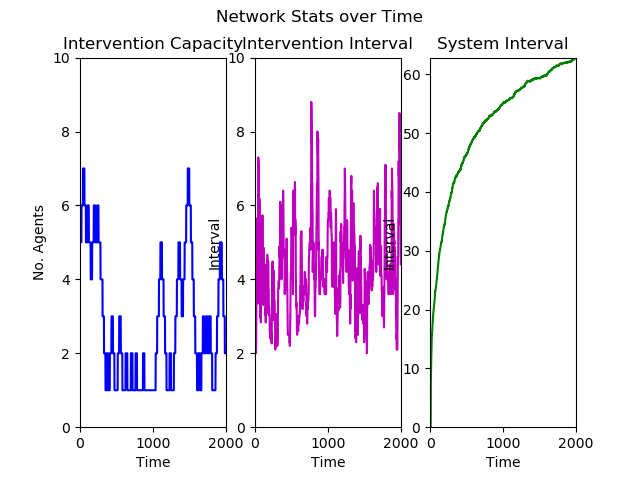 Network Stats over Time
Intervention Capacity
Intervention Interval
System Interval
No. Agents
10
8
6
4
2
0
0
1000
2000
Time
Interval
10
8
6
4
2
0
0
1000
2000
Time
Interval
60
50
40
30
20
10
0
0
1000
2000
Time